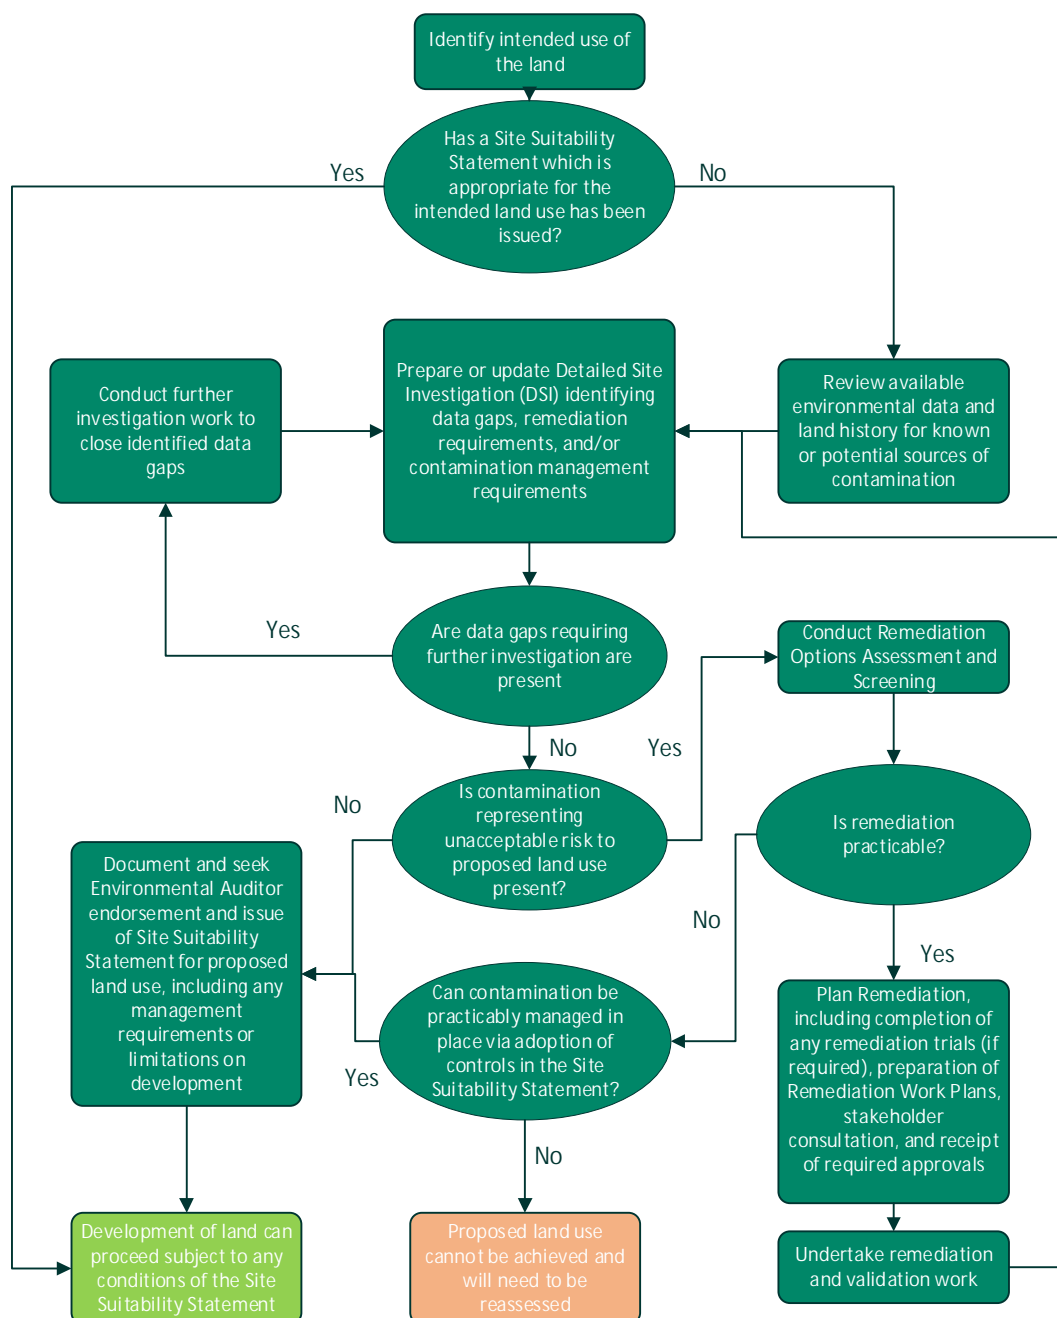 Identify intended use of
the land
Has a Site Suitability
Statement which is
appropriate for the
intended land use has been
issued?
Yes
No
Conduct further
investigation work to
close identified data
gaps
Prepare or update Detailed Site
Investigation (DSI) identifying
data gaps, remediation
requirements, and/or
contamination management
requirements
Review available
environmental data and
land history for known
or potential sources of
contamination
Yes
Are data gaps requiring
further investigation are
present
Conduct Remediation
Options Assessment and
Screening
No
Yes
No
Is contamination
representing
unacceptable risk to
proposed land use
present?
Is remediation
practicable?
Document and seek
Environmental Auditor
endorsement and issue
of Site Suitability
Statement for proposed
land use, including any
management
requirements or
limitations on
development
No
Yes
Can contamination be
practicably managed in
place via adoption of
controls in the Site
Suitability Statement?
Yes
Plan Remediation,
including completion of
any remediation trials (if
required), preparation of
Remediation Work Plans,
stakeholder
consultation, and receipt
of required approvals
No
Development of land can
proceed subject to any
conditions of the Site
Suitability Statement
Proposed land use
cannot be achieved and
will need to be
reassessed
Undertake remediation
and validation work